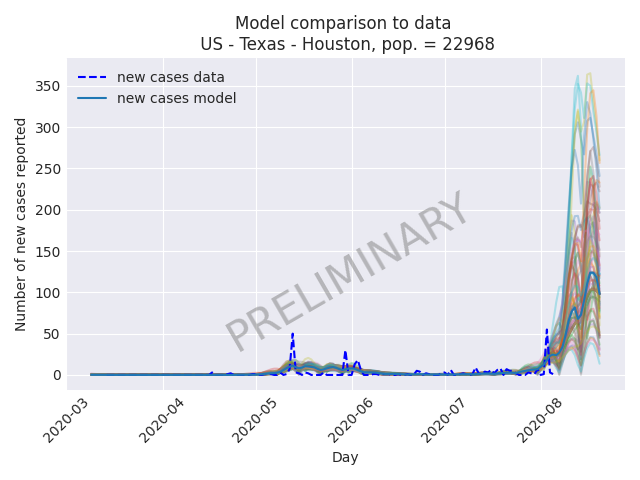 Model comparison to data
US - Texas - Houston, pop. = 22968
new cases data
new cases model
Number of new cases reported
350
300
250
200
150
100
50
0
PRELIMINARY
2020-03
2020-04
2020-05
2020-06
2020-07
2020-08
Day